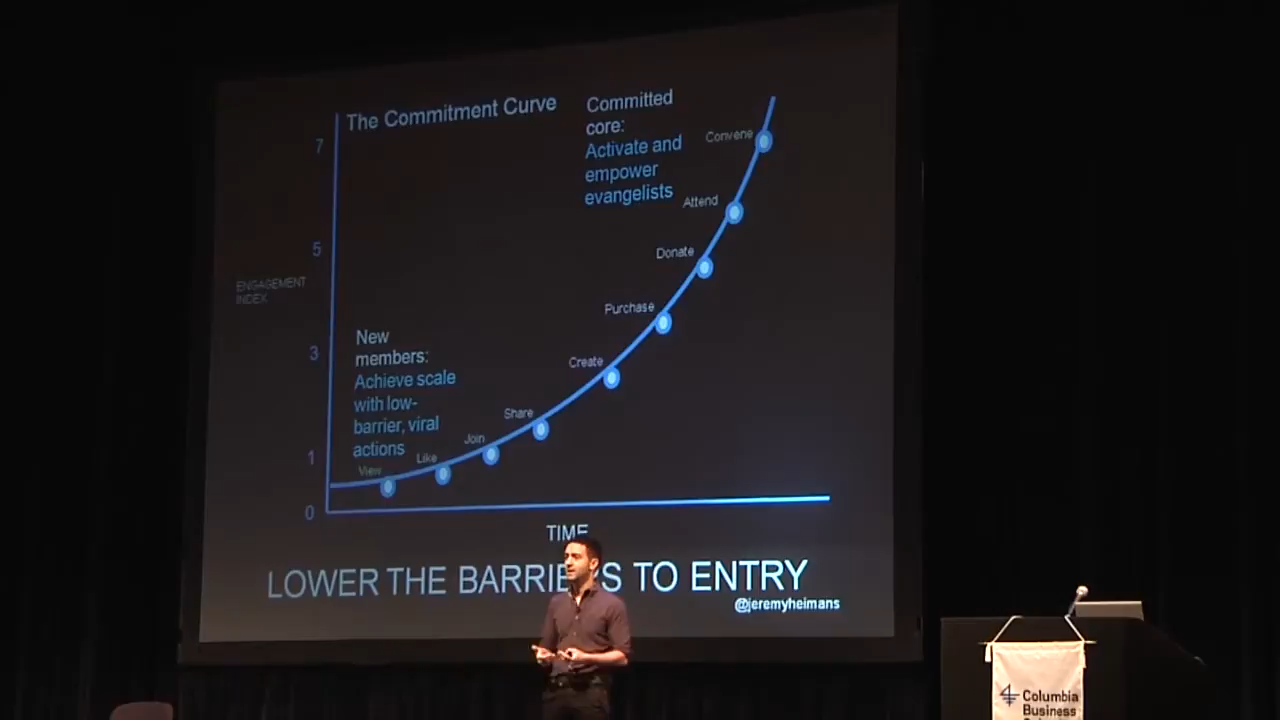 The Commitment Curve
Committed
core:
Activate and
empower
evangelists
7
5
3
1
0
ENGAGEMENT
INDEX
New
members:
Achieve scale
with low-
barrier, viral
actions
View
Like
Join
Share
Create
Purchase
Donate
Attend
Convene
TIME
LOWER THE BARRIERS TO ENTRY
@jeremyheimans
Columbia
Business